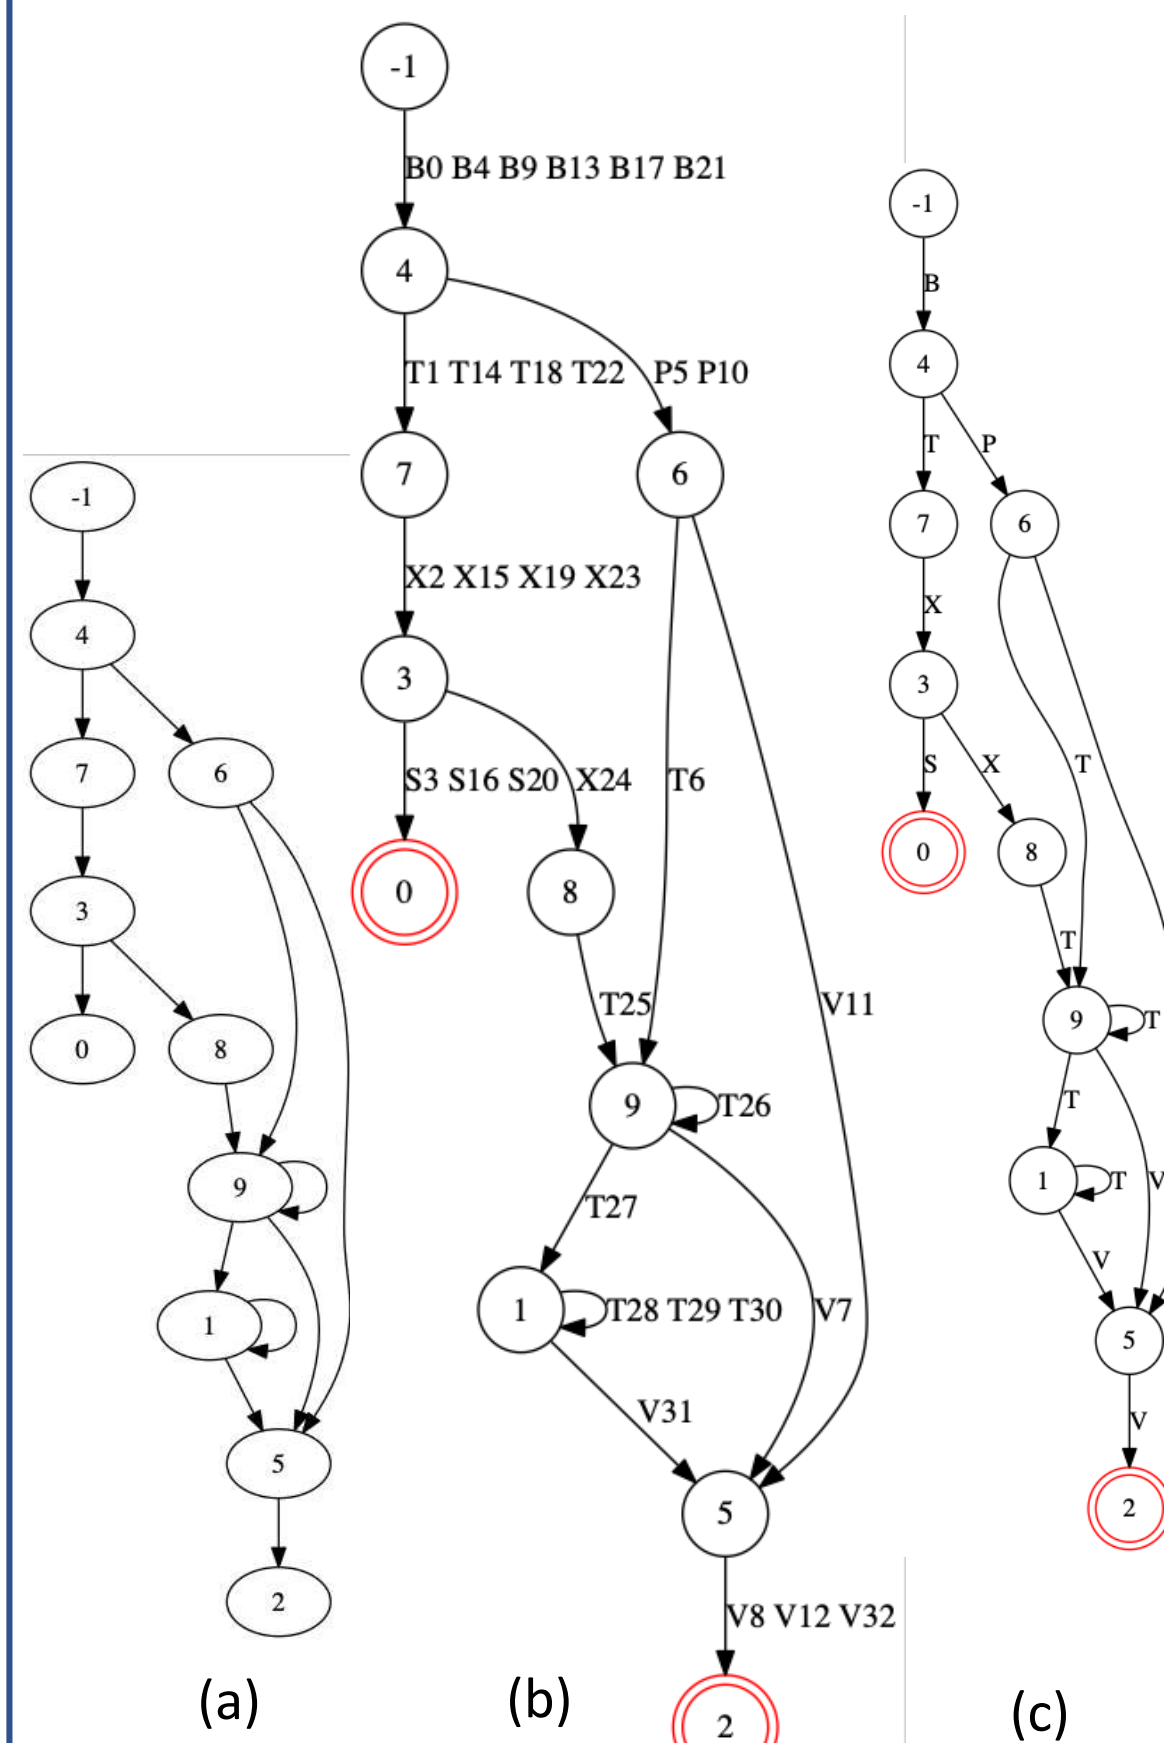 -1
4
7
6
3
0
8
9
1
5
2
(a)
-1
B0 B4 B9 B13 B17 B21
4
T1 T14 T18 T22
P5 P10
7
6
X2 X15 X19 X23
3
S3 S16 S20
X24
T6
0
8
T25
V11
9
T26
T27
1
T28 T29 T30
V7
V31
5
V8 V12 V32
2
(b)
-1
B
4
T
P
7
6
X
3
S
X
T
0
8
T
9
T
T
V
1
T
V
5
V
2
(c)